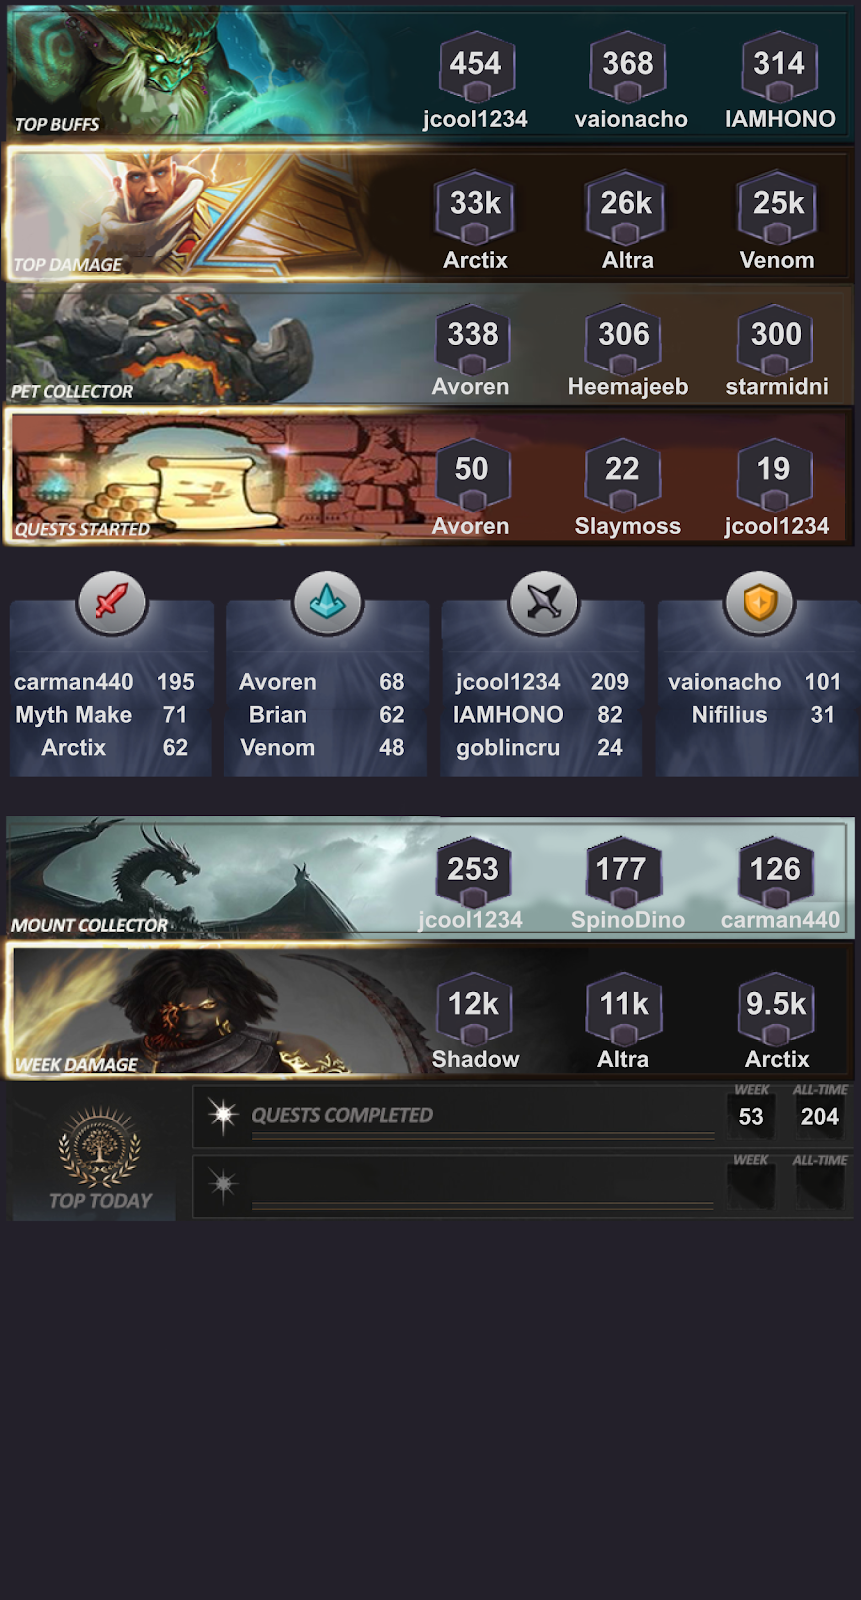 454 368 314
TOP BUFFS jcool1234 vaionacho IAMHONO
33k 26k 25k
TOP DAMAGE Arctix Altra Venom
338 306 300
PET COLLECTOR Avoren Heemajeeb starmidni
50 22 19
QUESTS STARTED Avoren Slaymoss jcool1234
carman440 195 Avoren 68 jcool1234 209 vaionacho 101
Myth Make 71 Brian 62 IAMHONO 82 Nifilius 31
Arctix 62 Venom 48 goblincru 24
253 177 126
MOUNT COLLECTOR jcool1234 SpinoDino carman440
12k 11k 9.5k
WEEK DAMAGE Shadow Altra Arctix
WEEK ALL-TIME
QUESTS COMPLETED 53 204
WEEK ALL-TIME
TOP TODAY